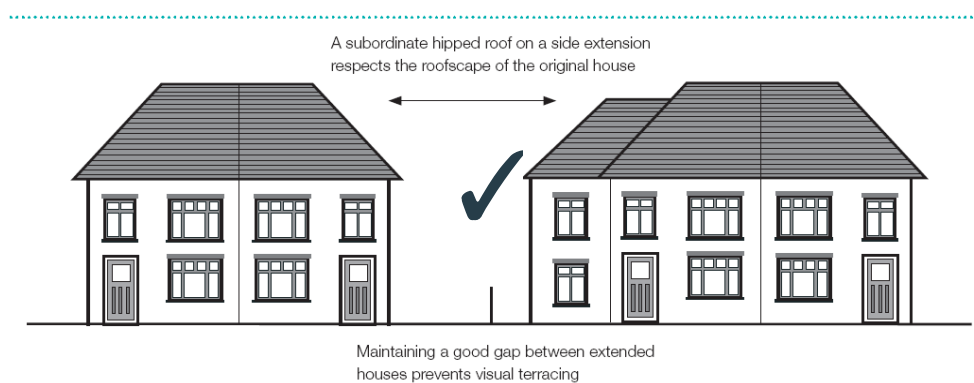 A subordinate hipped roof on a side extension
respects the roofscape of the original house
Maintaining a good gap between extended
houses prevents visual terracing